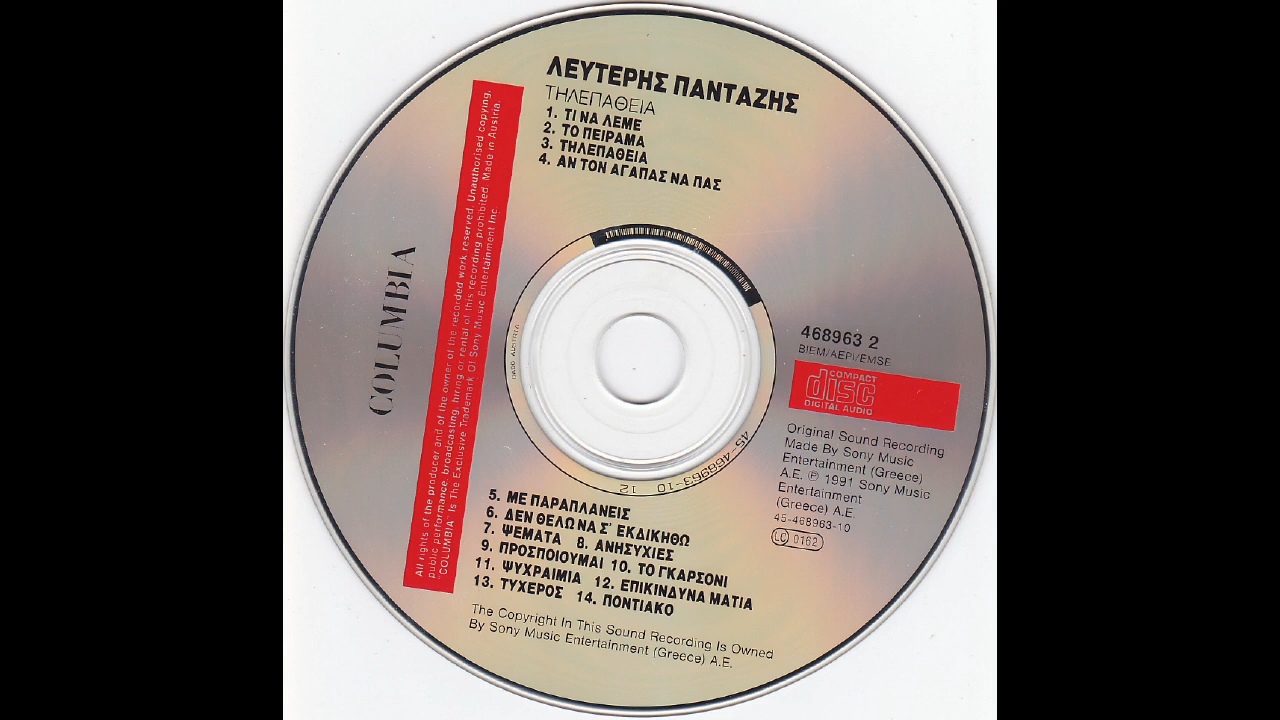 ΛΕΥΤΕΡΗΣ ΠΑΝΤΑΖΗΣ
ΤΗΛΕΠΑΘΕΙΑ
1. ΤΙ ΝΑ ΛΕΜΕ
2. ΤΟ ΠΕΙΡΑΜΑ
3. ΤΗΛΕΠΑΘΕΙΑ
4. ΑΝ ΤΟΝ ΑΓΑΠΑΣ ΝΑ ΠΑΣ
All rights of the producer and of the owner of the recorded work reserved. Unauthorised copying,
public performance, broadcasting, hiring or rental of this recording prohibited. Made in Austria.
"COLUMBIA" Is The Exclusive Trademark Of Sony Music Entertainment Inc.
COLUMBIA
DADC AUSTRIA
45-468963-10 12
468963 2
BIEM/AEPI/EMSE
COMPACT
disc
DIGITAL AUDIO
Original Sound Recording
Made By Sony Music
Entertainment (Greece)
A.E. ℗ 1991 Sony Music
Entertainment
(Greece) A.E.
45-468963-10
LC 0162
5. ΜΕ ΠΑΡΑΠΛΑΝΕΙΣ
6. ΔΕΝ ΘΕΛΩ ΝΑ Σ' ΕΚΔΙΚΗΘΩ
7. ΨΕΜΑΤΑ 8. ΑΝΗΣΥΧΙΕΣ
9. ΠΡΟΣΠΟΙΟΥΜΑΙ 10. ΤΟ ΓΚΑΡΣΟΝΙ
11. ΨΥΧΡΑΙΜΙΑ 12. ΕΠΙΚΙΝΔΥΝΑ ΜΑΤΙΑ
13. ΤΥΧΕΡΟΣ 14. ΠΟΝΤΙΑΚΟ
The Copyright In This Sound Recording Is Owned
By Sony Music Entertainment (Greece) A.E.